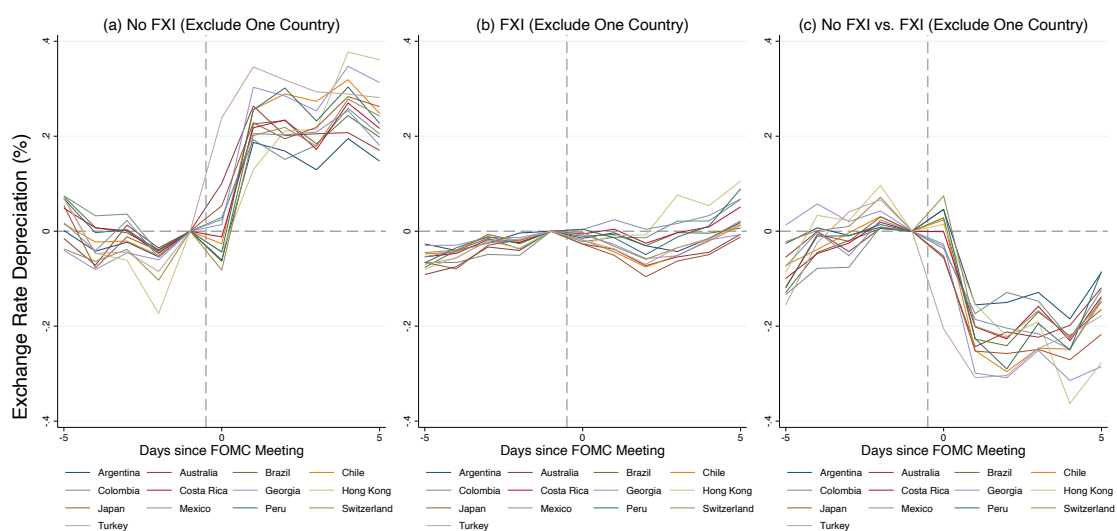 (a) No FXI (Exclude One Country)
(b) FXI (Exclude One Country)
(c) No FXI vs. FXI (Exclude One Country)
Exchange Rate Depreciation (%)
.4
.2
0
-.2
-.4
-5
0
5
Days since FOMC Meeting
Argentina Australia Brazil Chile
Colombia Costa Rica Georgia Hong Kong
Japan Mexico Peru Switzerland
Turkey
.4
.2
0
-.2
-.4
-5
0
5
Days since FOMC Meeting
Argentina Australia Brazil Chile
Colombia Costa Rica Georgia Hong Kong
Japan Mexico Peru Switzerland
Turkey
.4
.2
0
-.2
-.4
-5
0
5
Days since FOMC Meeting
Argentina Australia Brazil Chile
Colombia Costa Rica Georgia Hong Kong
Japan Mexico Peru Switzerland
Turkey